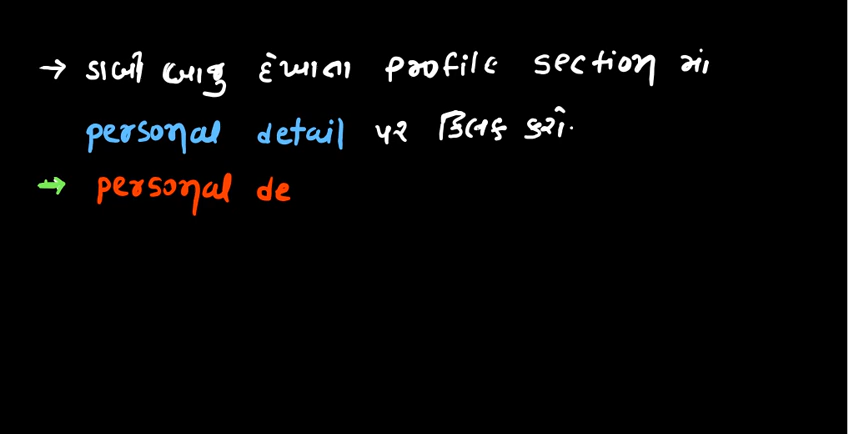 → ડાબી બાજુ દેખાતા profile section માં
personal detail પર ક્લિક કરો.
→ personal de